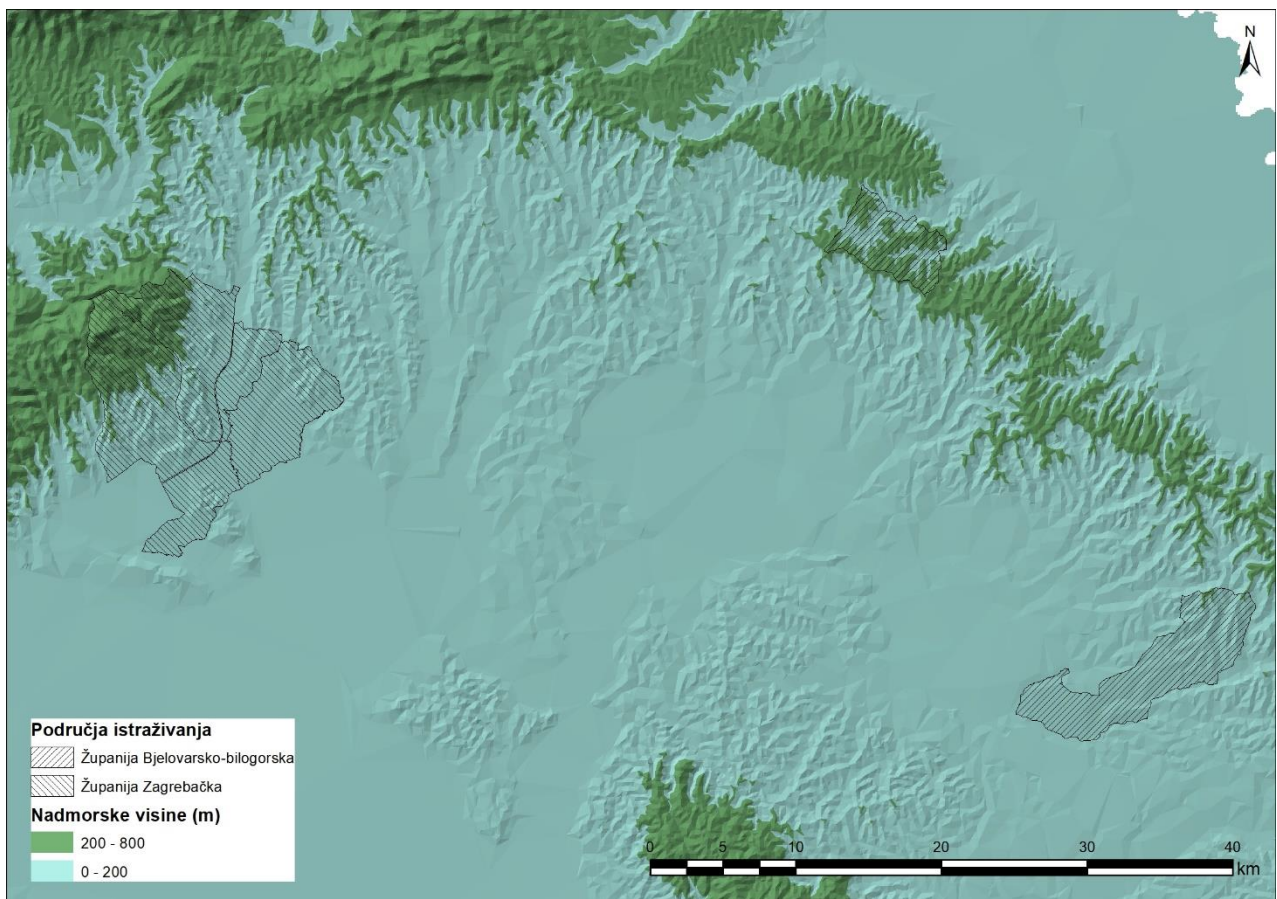 N
Područja istraživanja
Županija Bjelovarsko-bilogorska
Županija Zagrebačka
Nadmorske visine (m)
200 - 800
0 - 200
0 5 10 20 30 40
km